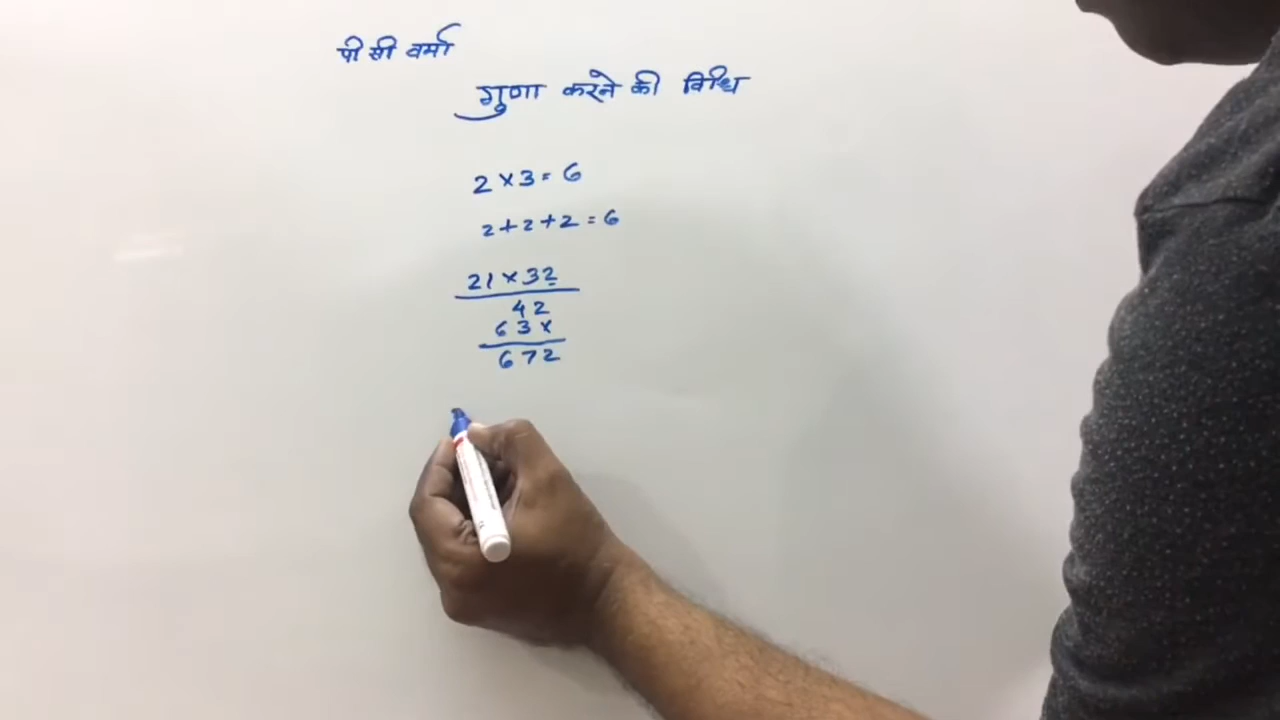 पी सी वर्मा
गुणा करने की विधि
2 × 3 = 6
2 + 2 + 2 = 6
21 × 32
42
63×
672